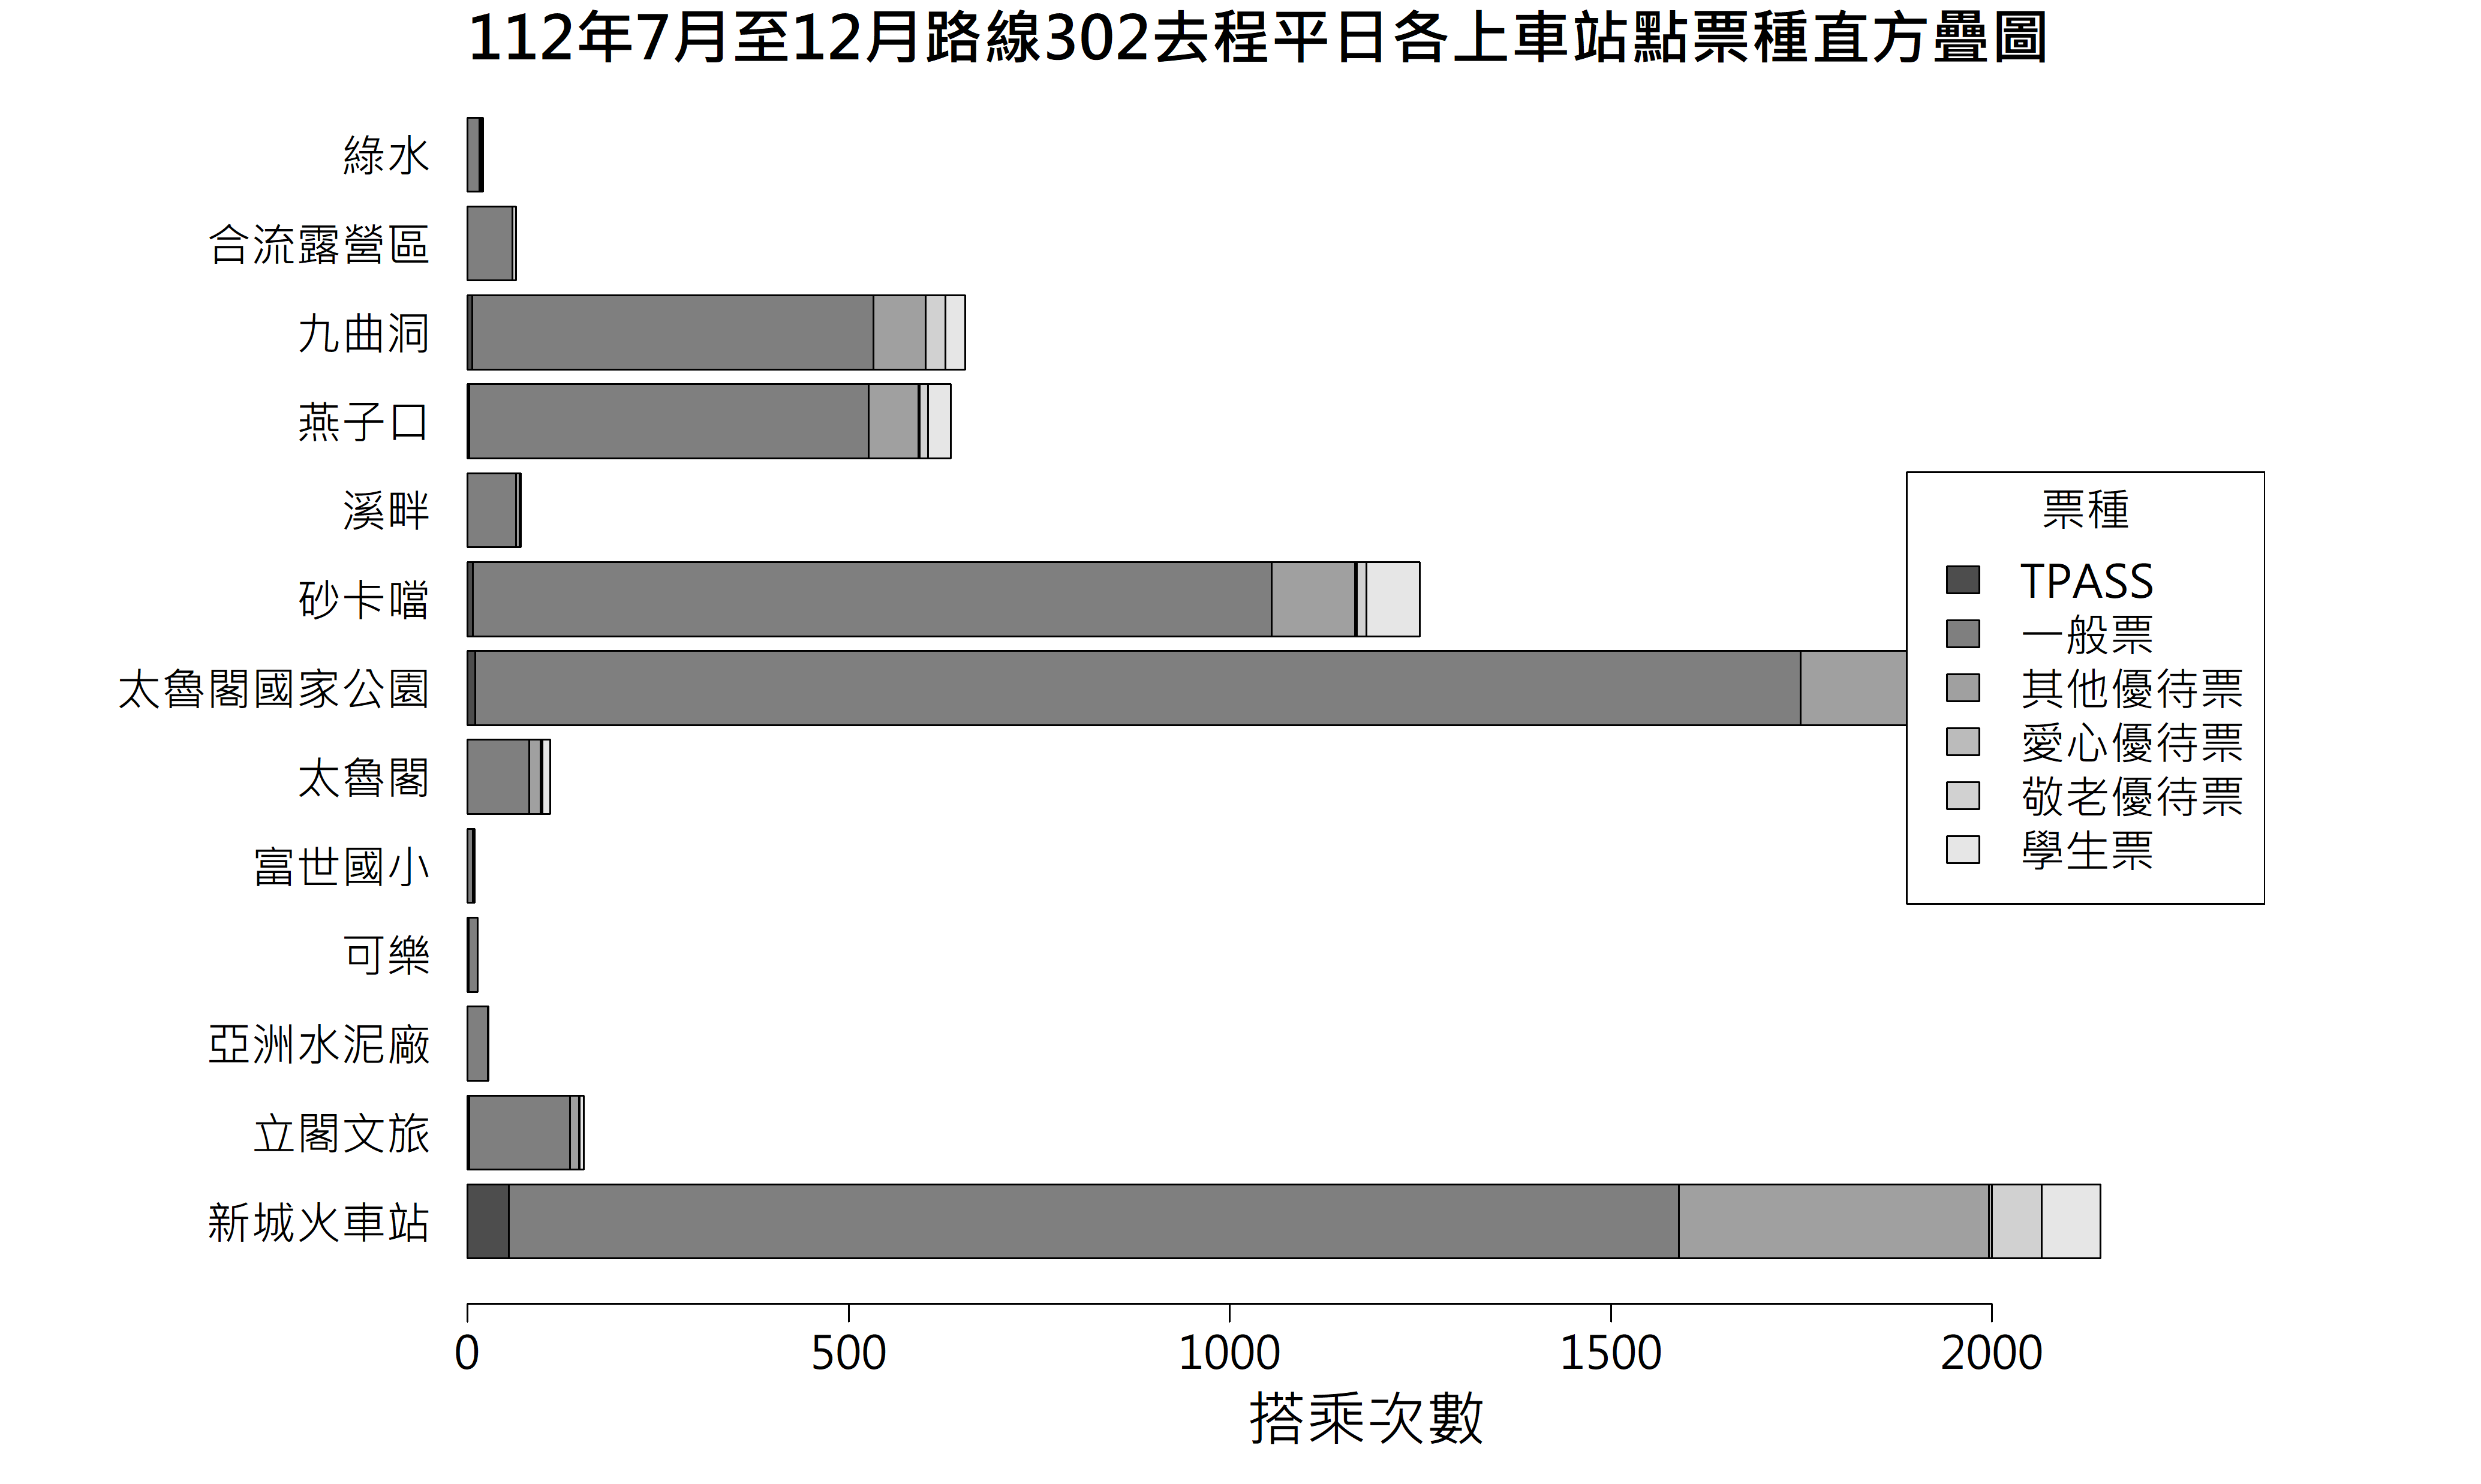 112年7月至12月路線302去程平日各上車站點票種直方疊圖
綠水
合流露營區
九曲洞
燕子口
溪畔
砂卡噹
太魯閣國家公園
太魯閣
富世國小
可樂
亞洲水泥廠
立閣文旅
新城火車站
票種
TPASS
一般票
其他優待票
愛心優待票
敬老優待票
學生票
0 500 1000 1500 2000
搭乘次數